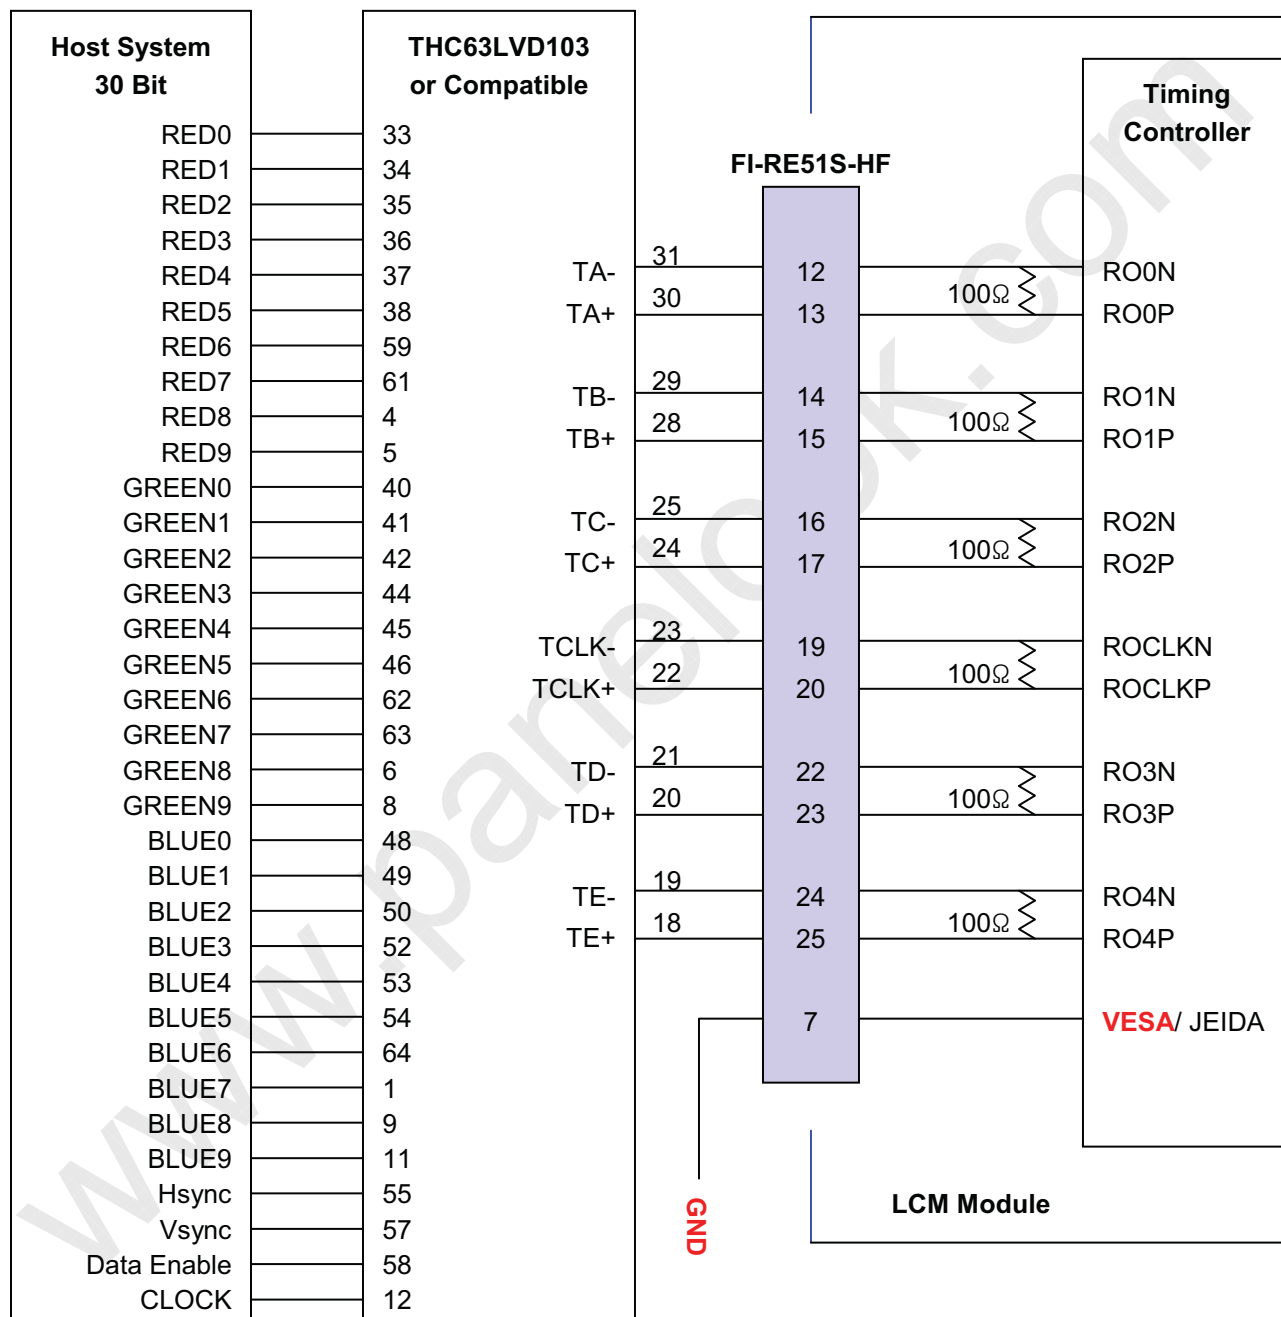 Host System
30 Bit
RED0
RED1
RED2
RED3
RED4
RED5
RED6
RED7
RED8
RED9
GREEN0
GREEN1
GREEN2
GREEN3
GREEN4
GREEN5
GREEN6
GREEN7
GREEN8
GREEN9
BLUE0
BLUE1
BLUE2
BLUE3
BLUE4
BLUE5
BLUE6
BLUE7
BLUE8
BLUE9
Hsync
Vsync
Data Enable
CLOCK
THC63LVD103
or Compatible
33
34
35
36
37
38
59
61
4
5
40
41
42
44
45
46
62
63
6
8
48
49
50
52
53
54
64
1
9
11
55
57
58
12
TA-
TA+
TB-
TB+
TC-
TC+
TCLK-
TCLK+
TD-
TD+
TE-
TE+
31
30
29
28
25
24
23
22
21
20
19
18
GND
FI-RE51S-HF
12
13
14
15
16
17
19
20
22
23
24
25
7
100Ω
100Ω
100Ω
100Ω
100Ω
100Ω
Timing
Controller
RO0N
RO0P
RO1N
RO1P
RO2N
RO2P
ROCLKN
ROCLKP
RO3N
RO3P
RO4N
RO4P
VESA/ JEIDA
LCM Module
www.panelook.com